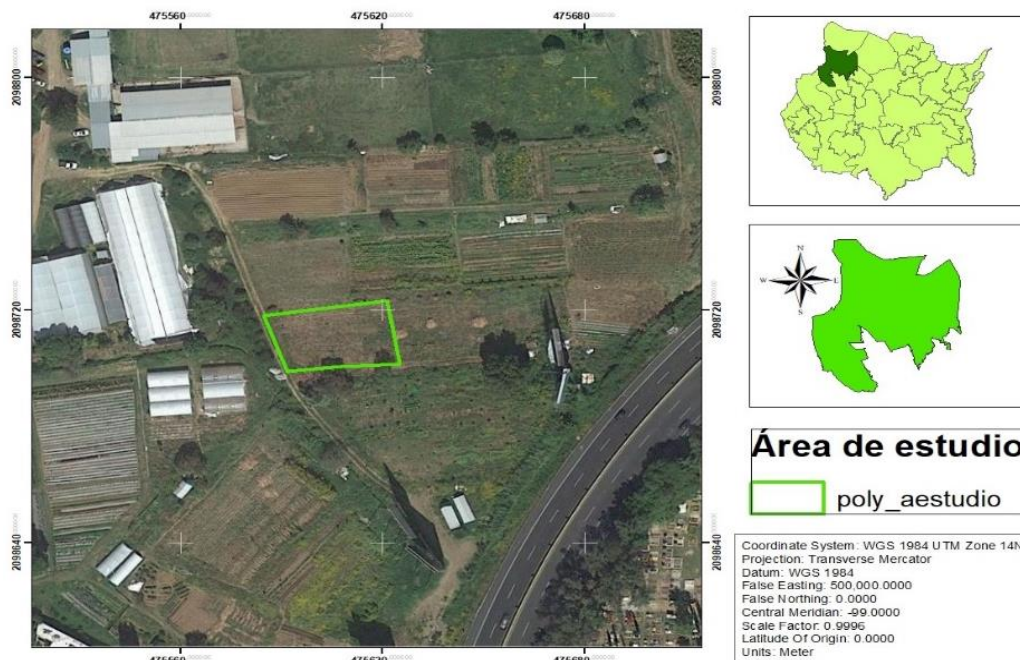 475560 475620 475680
2098800
2098720
2098640
475560 475620 475680
N
W E
S
Área de estudio
poly_aestudio
Coordinate System: WGS 1984 UTM Zone 14N
Projection: Transverse Mercator
Datum: WGS 1984
False Easting: 500,000.0000
False Northing: 0.0000
Central Meridian: -99.0000
Scale Factor: 0.9996
Latitude Of Origin: 0.0000
Units: Meter